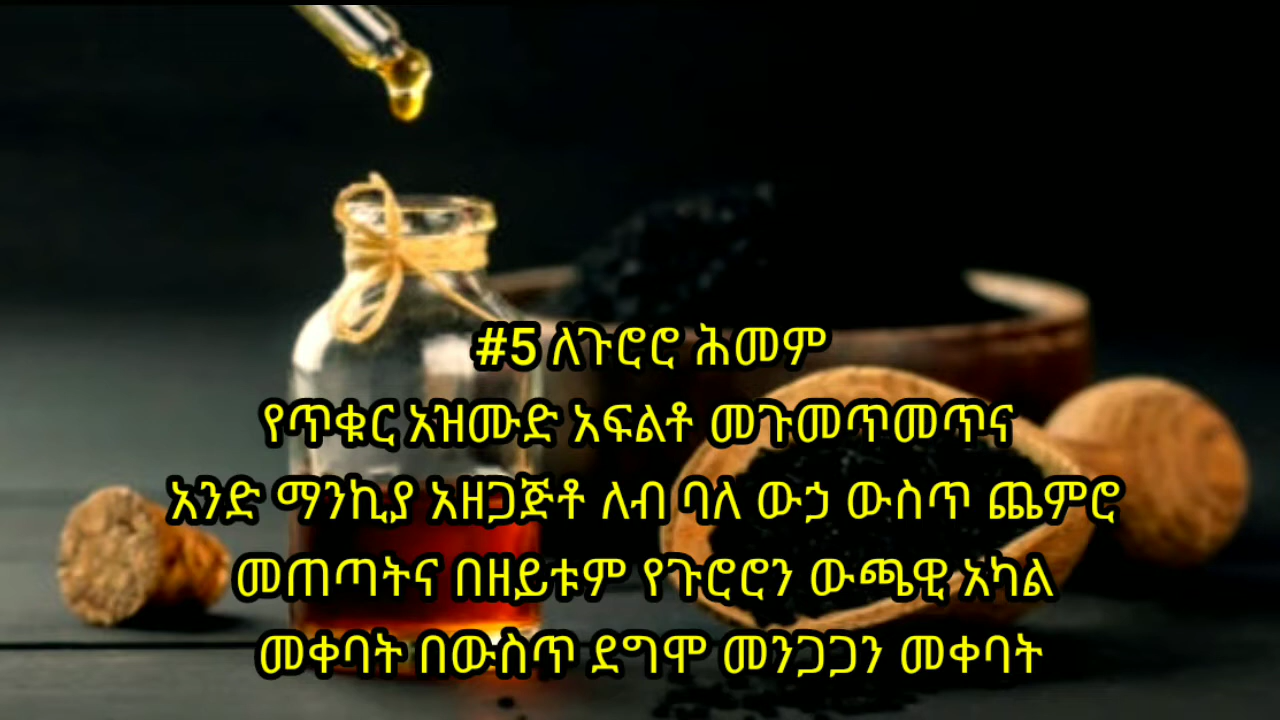 #5 ለጉሮሮ ሕመም
የጥቁር አዝሙድ አፍልቶ መጉመጥመጥና
አንድ ማንኪያ አዘጋጅቶ ለብ ባለ ውኃ ውስጥ ጨምሮ
መጠጣትና በዘይቱም የጉሮሮን ውጫዊ አካል
መቀባት በውስጥ ደግሞ መንጋጋን መቀባት